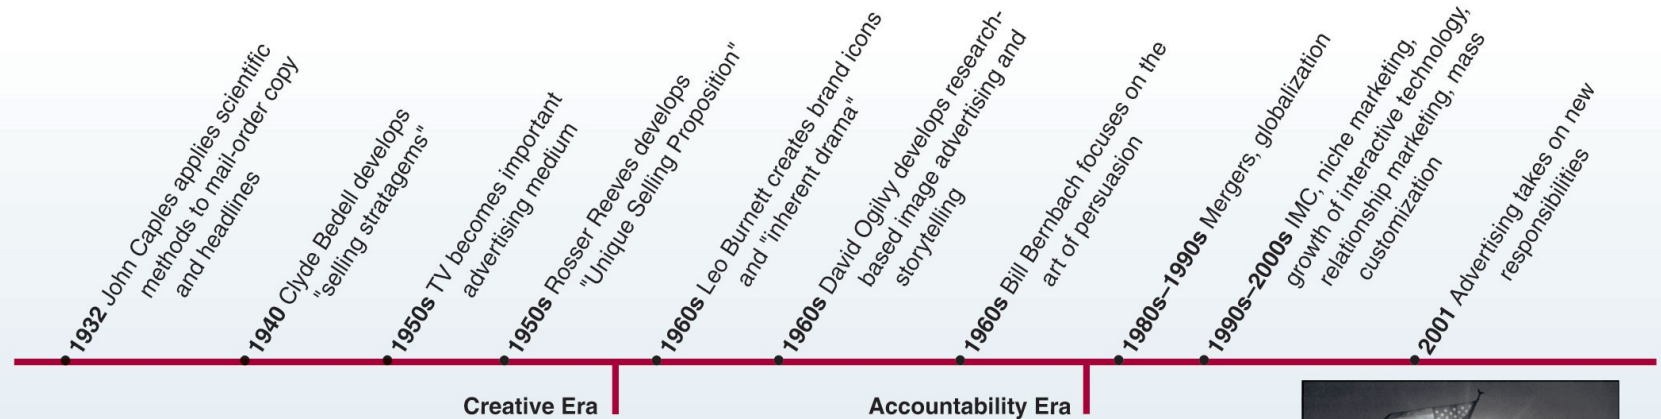 1932 John Caples applies scientific
methods to mail-order copy
and headlines
1940 Clyde Bedell develops
"selling stratagems"
1950s TV becomes important
advertising medium
1950s Rosser Reeves develops
"Unique Selling Proposition"
1960s Leo Burnett creates brand icons
and "inherent drama"
1960s David Ogilvy develops research-
based image advertising and
storytelling
1960s Bill Bernbach focuses on the
art of persuasion
1980s–1990s Mergers, globalization
1990s–2000s IMC, niche marketing,
growth of interactive technology,
relationship marketing, mass
customization
2001 Advertising takes on new
responsibilities
Creative Era
Accountability Era